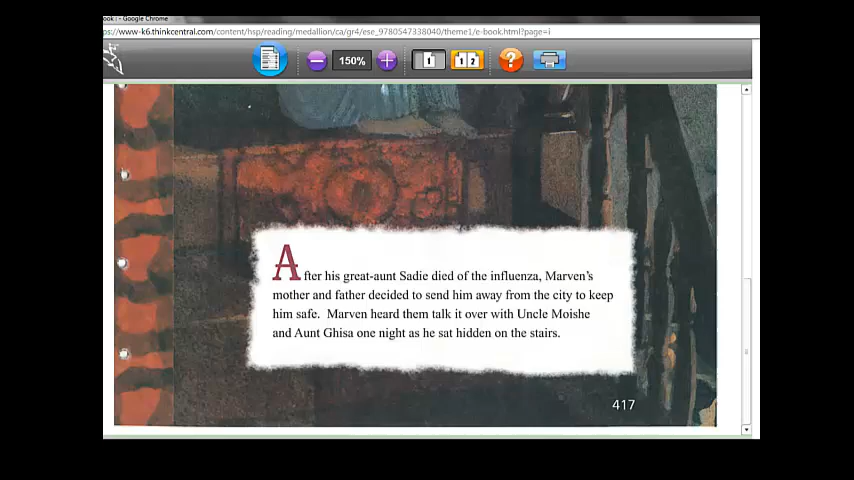 ook : - Google Chrome
ps://www-k6.thinkcentral.com/content/hsp/reading/medallion/ca/gr4/ese_9780547338040/theme1/e-book.html?page=i
150%
1
1 2
?
After his great-aunt Sadie died of the influenza, Marven's
mother and father decided to send him away from the city to keep
him safe. Marven heard them talk it over with Uncle Moishe
and Aunt Ghisa one night as he sat hidden on the stairs.
417